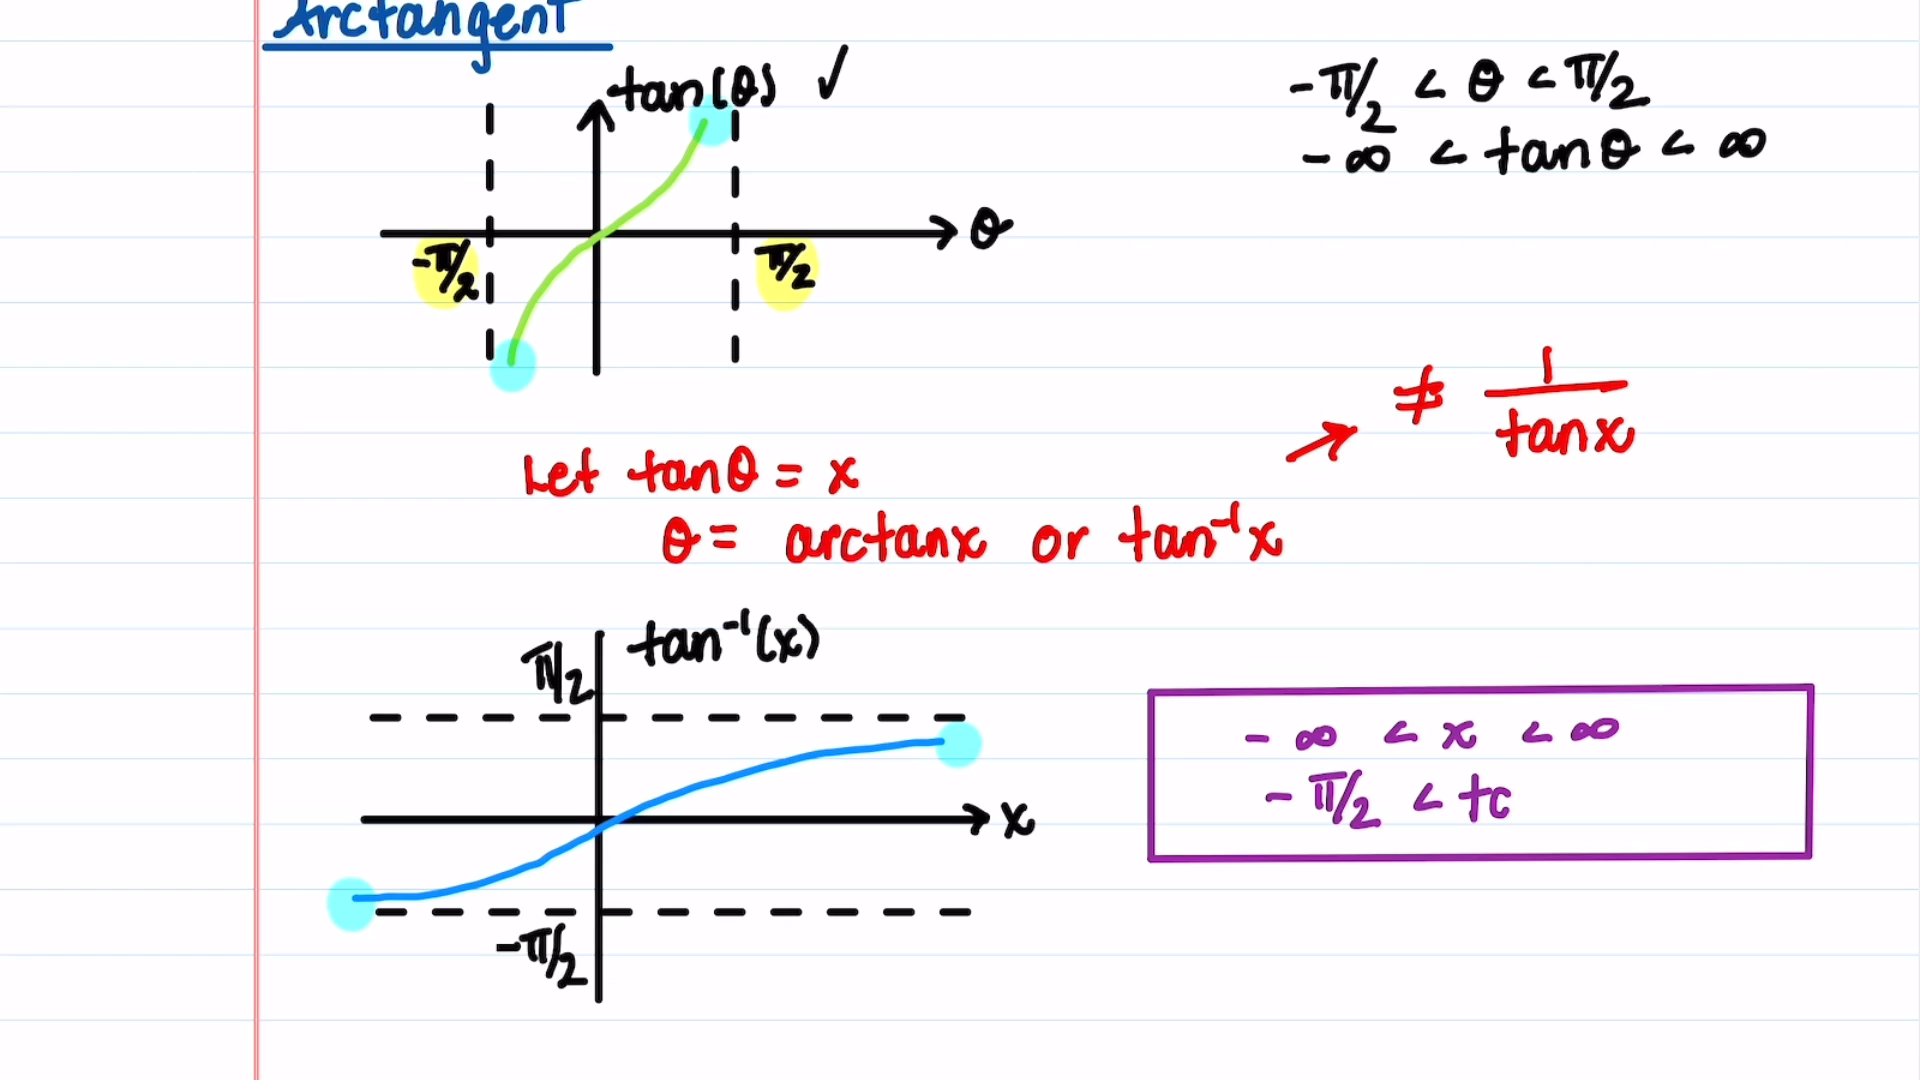 Arctangent
tan(θ) ✓
-π/2 < θ < π/2
-∞ < tanθ < ∞
θ
-π/2
π/2
≠ 1/tanx
Let tanθ = x
θ = arctanx or tan⁻¹x
tan⁻¹(x)
π/2
-∞ < x < ∞
-π/2 < tc
x
-π/2